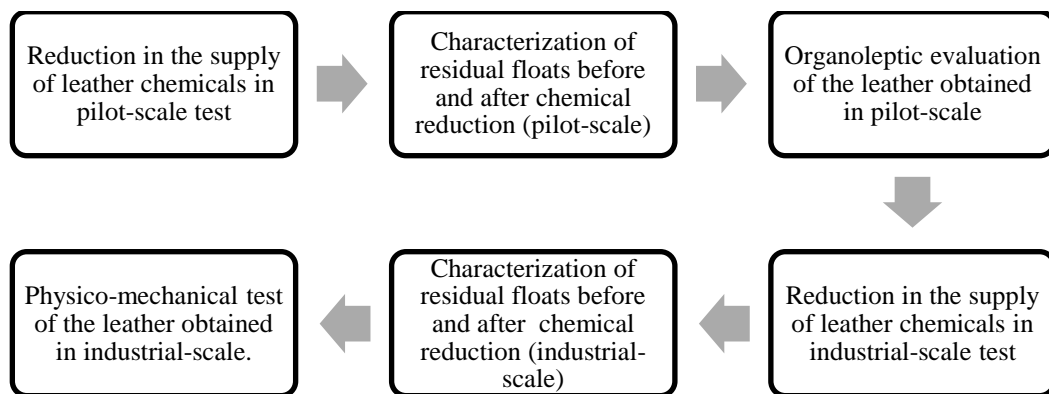 Reduction in the supply
of leather chemicals in
pilot-scale test
Characterization of
residual floats before
and after chemical
reduction (pilot-scale)
Organoleptic evaluation
of the leather obtained
in pilot-scale
Reduction in the supply
of leather chemicals in
industrial-scale test
Characterization of
residual floats before
and after chemical
reduction (industrial-
scale)
Physico-mechanical test
of the leather obtained
in industrial-scale.